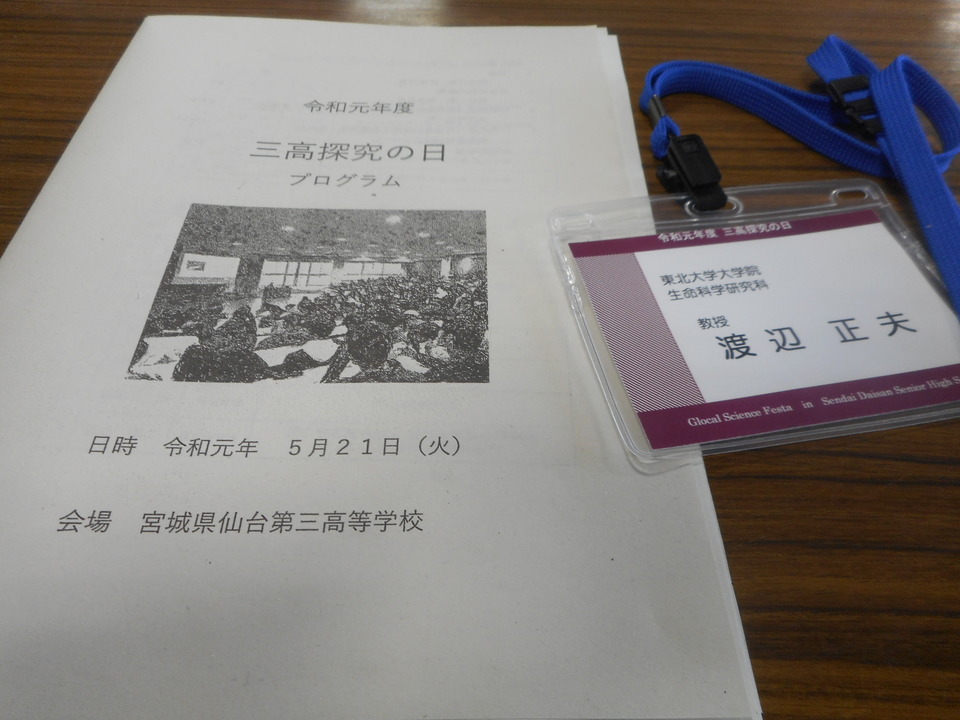 令和元年度
三高探究の日
プログラム
日時　令和元年　５月２１日（火）
会場　宮城県仙台第三高等学校
令和元年度 三高探究の日
東北大学大学院
生命科学研究科
教授
渡辺 正夫
Glocal Science Festa in Sendai Daisan Senior High